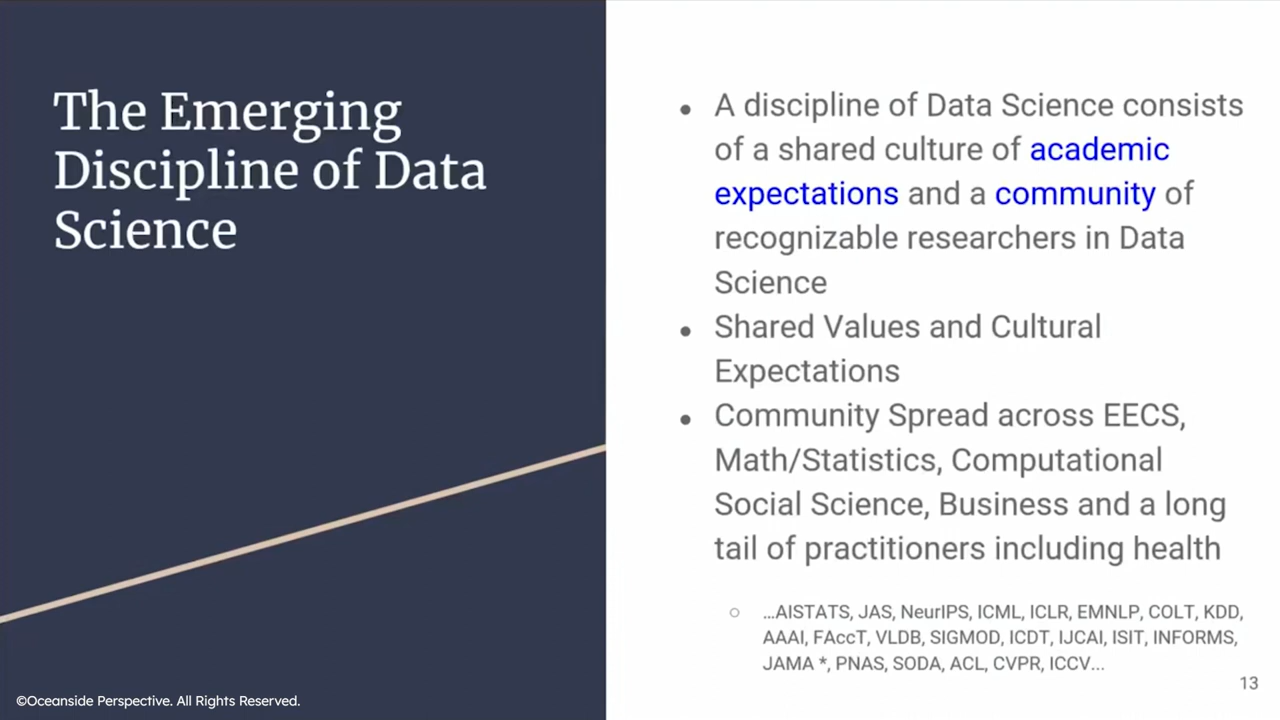 The Emerging
Discipline of Data
Science
● A discipline of Data Science consists
of a shared culture of academic
expectations and a community of
recognizable researchers in Data
Science
● Shared Values and Cultural
Expectations
● Community Spread across EECS,
Math/Statistics, Computational
Social Science, Business and a long
tail of practitioners including health
○ …AISTATS, JAS, NeurIPS, ICML, ICLR, EMNLP, COLT, KDD,
AAAI, FAccT, VLDB, SIGMOD, ICDT, IJCAI, ISIT, INFORMS,
JAMA *, PNAS, SODA, ACL, CVPR, ICCV...
13
©Oceanside Perspective. All Rights Reserved.